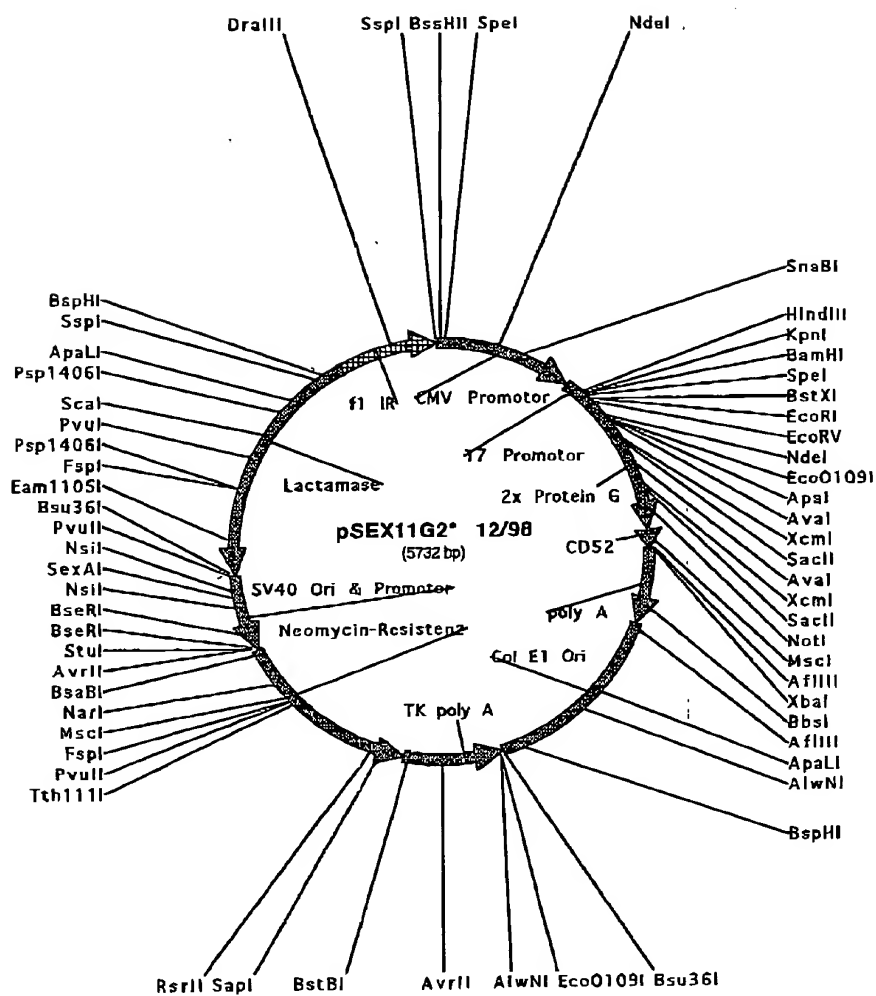 DraIII SspI BssHII SpeI NdeI
SnaBI
HindIII
KpnI
BamHI
SpeI
BstXI
EcoRI
EcoRV
NdeI
EcoO109I
ApaI
AvaI
XcmI
SacII
AvaI
XcmI
SacII
NotI
MscI
AflIII
XbaI
BbsI
AflIII
ApaLI
AlwNI
BspHI
BspHI
SspI
ApaLI
Psp1406I
ScaI
PvuI
Psp1406I
FspI
Eam1105I
Bsu36I
PvuII
NsiI
SexAI
NsiI
BseRI
BseRI
StuI
AvrII
BsaBI
NarI
MscI
FspI
PvuII
Tth111I
f1 IR CMV Promotor
T7 Promotor
Lactamase
2x Protein G
pSEX11G2* 12/98
(5732 bp)
CD52
SV40 Ori & Promotor
poly A
Neomycin-Resistenz
Col E1 Ori
TK poly A
RsrII SapI BstBI AvrII AlwNI EcoO109I Bsu36I